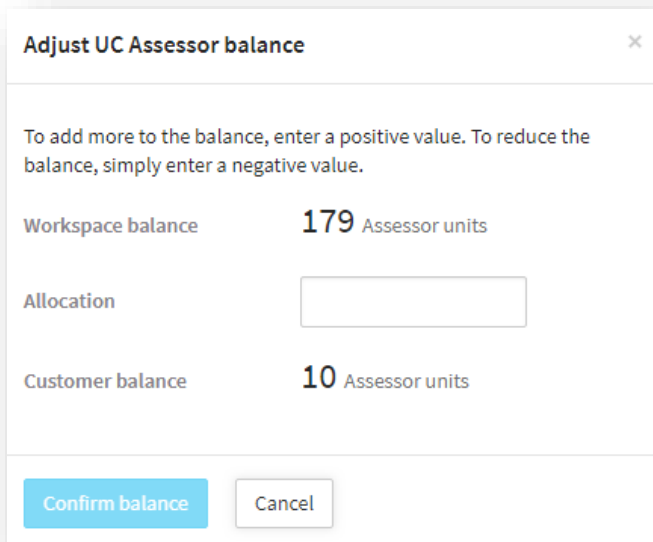 Adjust UC Assessor balance ×
To add more to the balance, enter a positive value. To reduce the
balance, simply enter a negative value.
Workspace balance 179 Assessor units
Allocation
Customer balance 10 Assessor units
Confirm balance Cancel